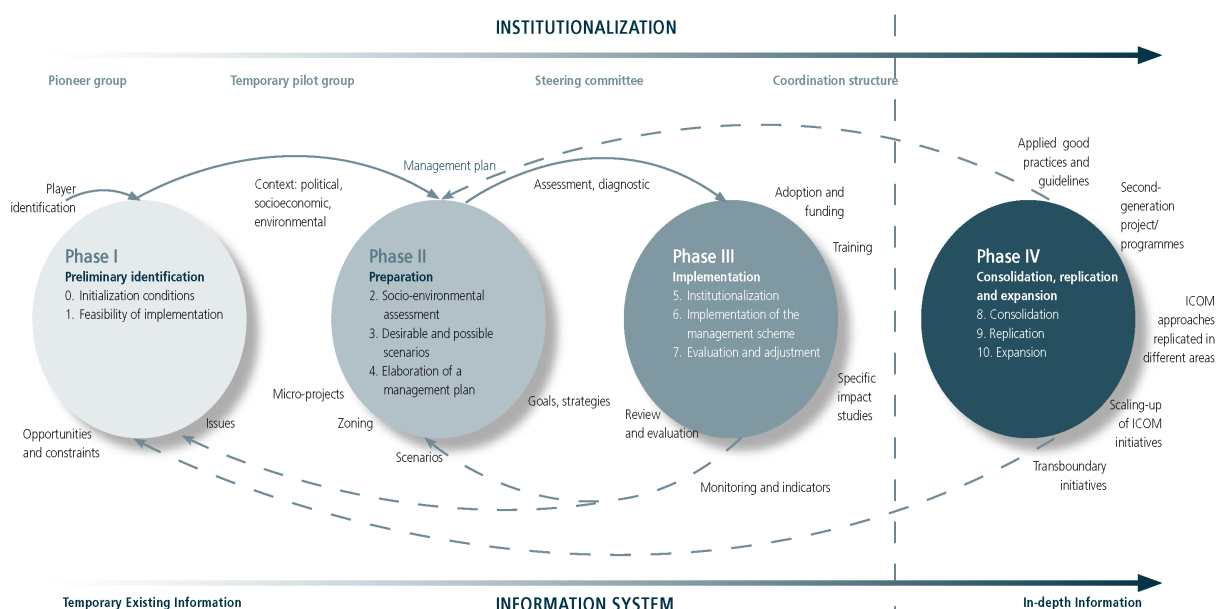 INSTITUTIONALIZATION
Pioneer group
Temporary pilot group
Steering committee
Coordination structure
Player
identification
Context: political,
socioeconomic,
environmental
Management plan
Assessment, diagnostic
Adoption and
funding
Training
Applied good
practices and
guidelines
Second-
generation
project/
programmes
Phase I
Preliminary identification
0. Initialization conditions
1. Feasibility of implementation
Phase II
Preparation
2. Socio-environmental
assessment
3. Desirable and possible
scenarios
4. Elaboration of a
management plan
Phase III
Implementation
5. Institutionalization
6. Implementation of the
management scheme
7. Evaluation and adjustment
Phase IV
Consolidation, replication
and expansion
8. Consolidation
9. Replication
10. Expansion
ICOM
approaches
replicated in
different areas
Opportunities
and constraints
Issues
Micro-projects
Zoning
Scenarios
Goals, strategies
Review
and evaluation
Specific
impact
studies
Monitoring and indicators
Scaling-up
of ICOM
initiatives
Transboundary
initiatives
Temporary Existing Information
INFORMATION SYSTEM
In-depth Information